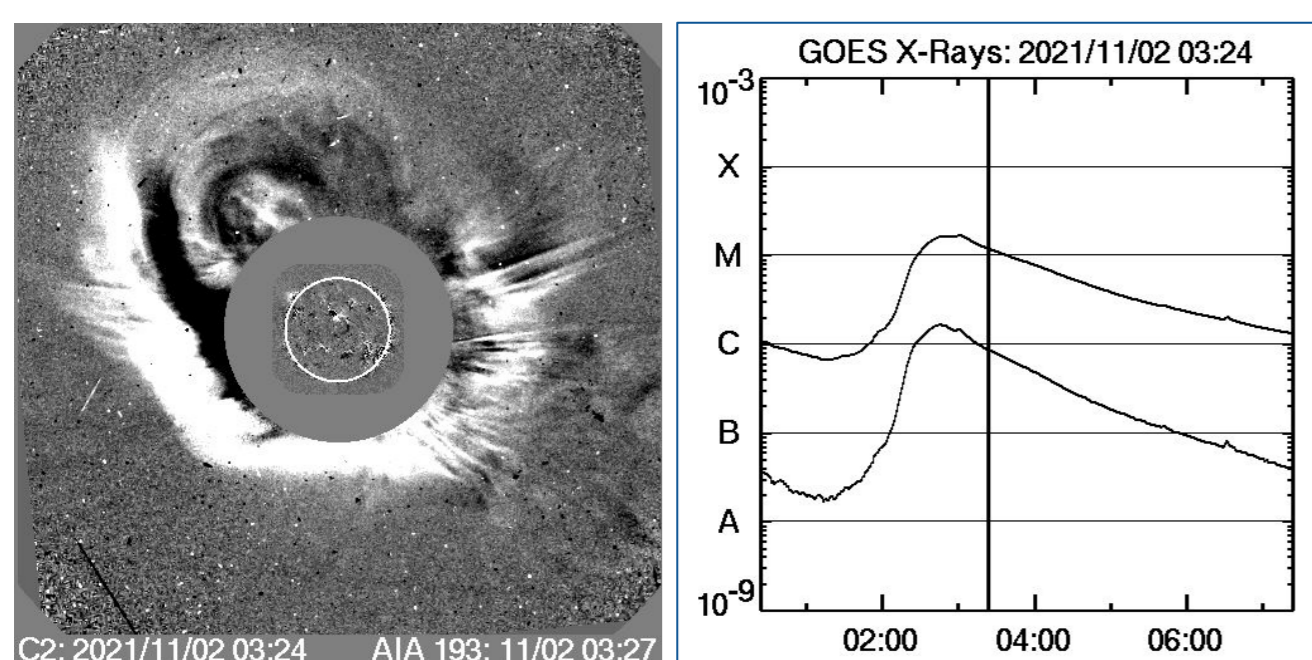 C2: 2021/11/02 03:24 AIA 193: 11/02 03:27
GOES X-Rays: 2021/11/02 03:24
10-3
X
M
C
B
A
10-9
02:00 04:00 06:00